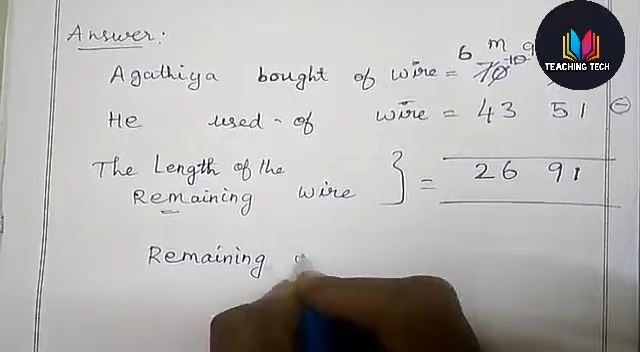 Answer:
6 m 9
Agathiya bought of wire = 70
He used - of wire = 43 51 (-)
The Length of the
Remaining wire } = 26 91
Remaining
TEACHING TECH